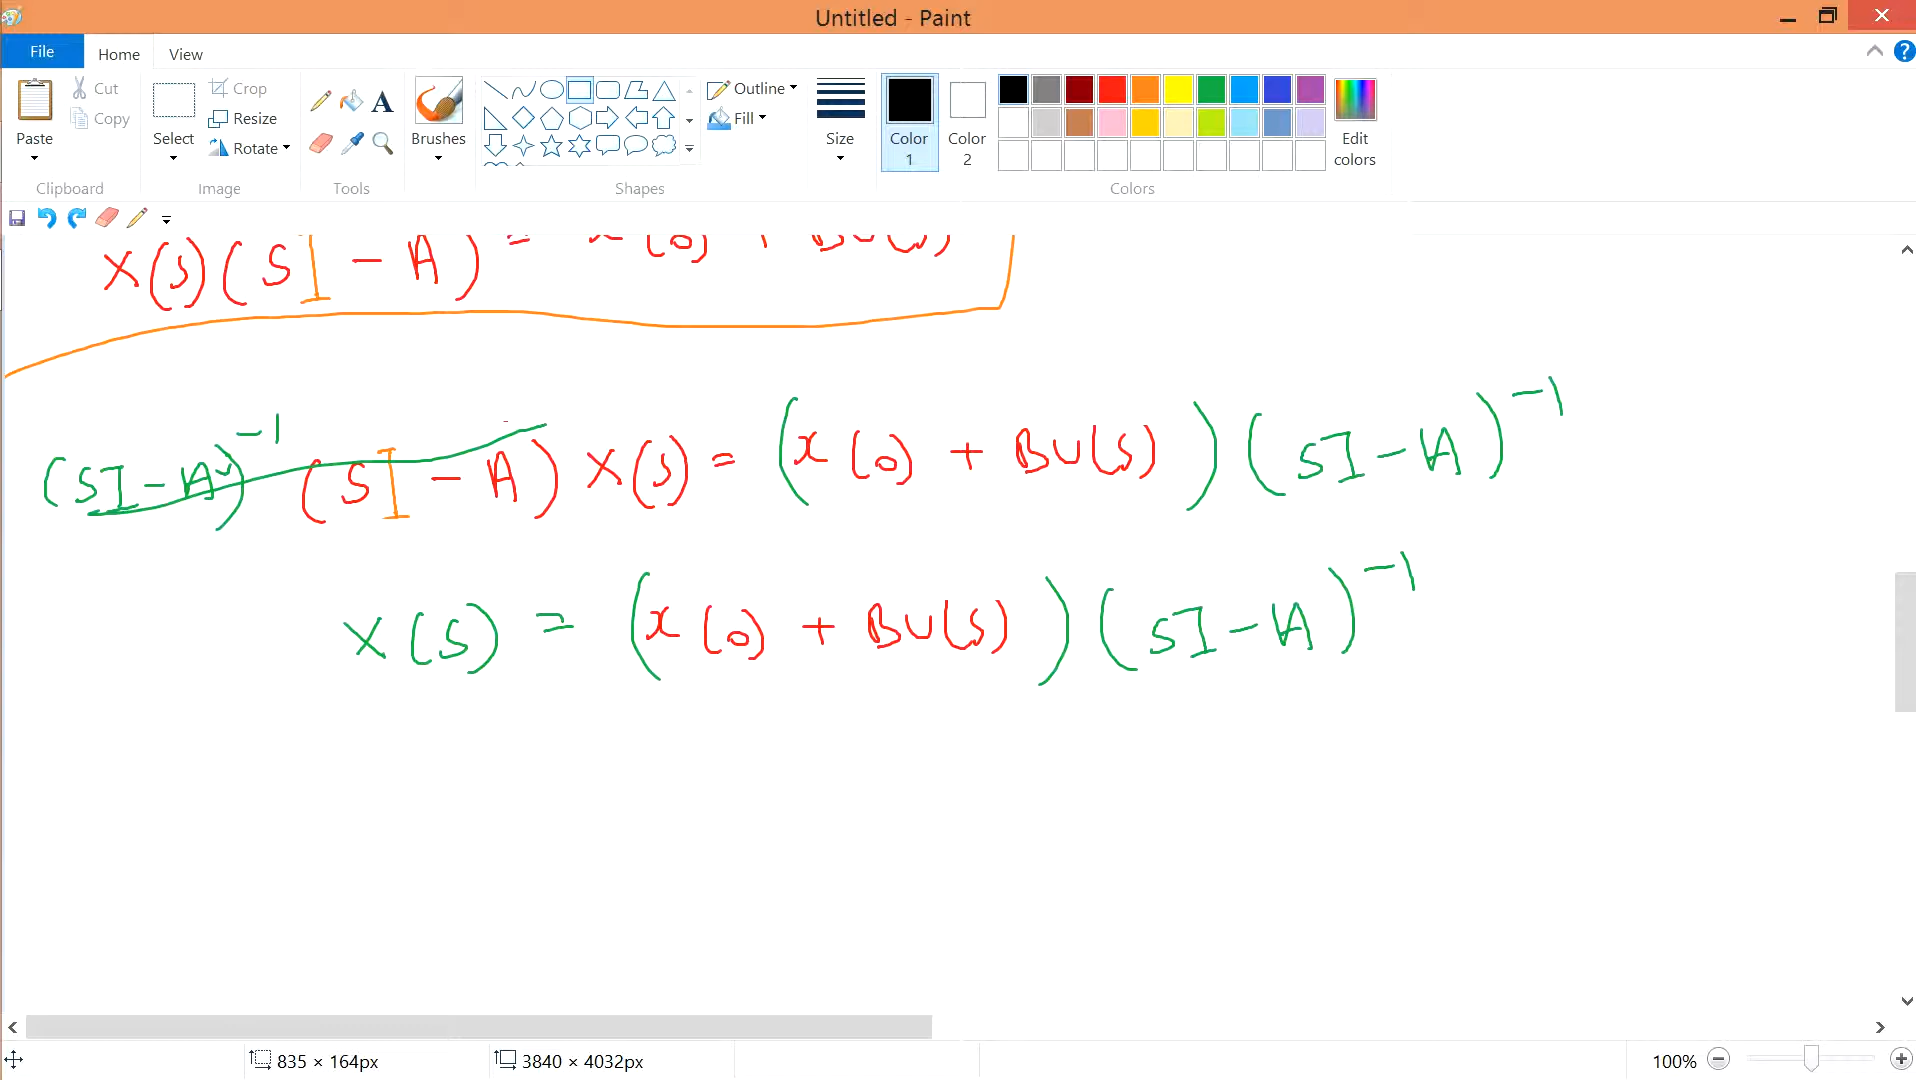 Untitled - Paint
File Home View
Paste Cut Copy Clipboard
Select Crop Resize Rotate Image
Tools
Brushes
Outline Fill Shapes
Size
Color 1 Color 2
Edit colors
Colors
X(S)(SI - A) = x(0) + BU(S)
(SI - A)⁻¹ (SI - A) X(S) = (x(0) + BU(S)) (SI - A)⁻¹
X(S) = (x(0) + BU(S)) (SI - A)⁻¹
835 × 164px 3840 × 4032px 100%